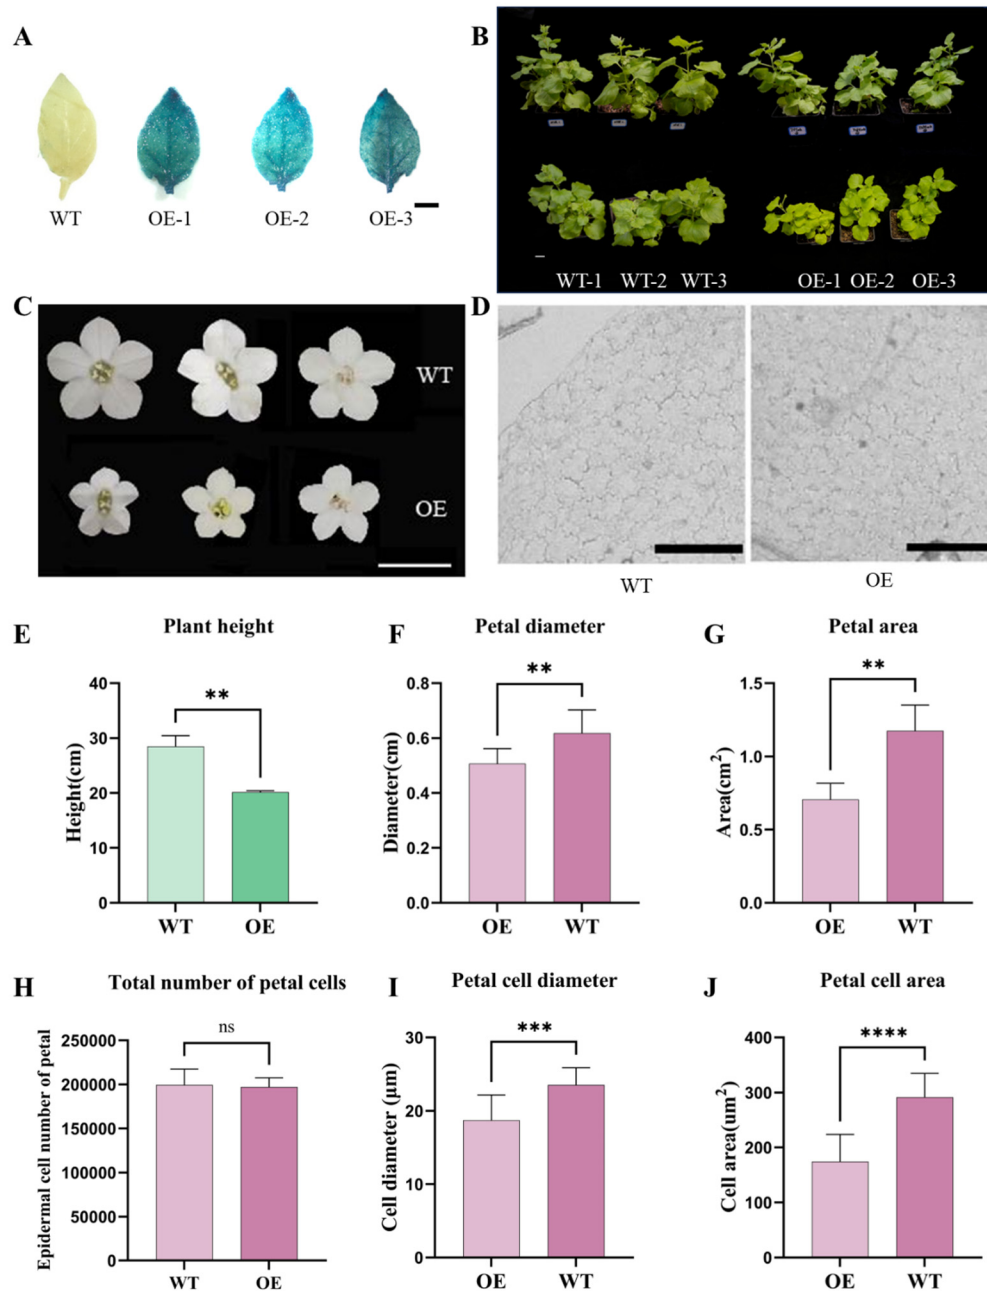 A
WT
OE-1
OE-2
OE-3
B
WT-1
WT-2
WT-3
OE-1
OE-2
OE-3
C
WT
OE
D
WT
OE
E
Plant height
Height(cm)
40
30
20
10
0
**
WT
OE
F
Petal diameter
Diameter(cm)
0.8
0.6
0.4
0.2
0.0
**
OE
WT
G
Petal area
Area(cm²)
1.5
1.0
0.5
0.0
**
OE
WT
H
Total number of petal cells
Epidermal cell number of petal
250000
200000
150000
100000
50000
0
ns
WT
OE
I
Petal cell diameter
Cell diameter (μm)
30
20
10
0
***
OE
WT
J
Petal cell area
Cell area(um²)
400
300
200
100
0
****
OE
WT